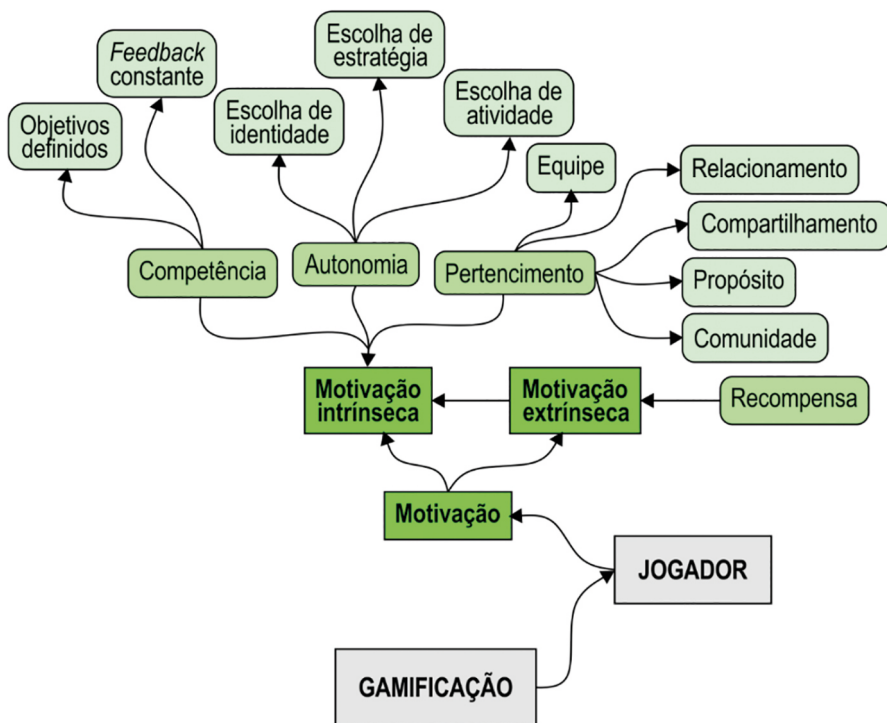 Feedback
constante
Escolha de
estratégia
Objetivos
definidos
Escolha de
identidade
Escolha de
atividade
Equipe
Relacionamento
Compartilhamento
Competência
Autonomia
Pertencimento
Propósito
Comunidade
Motivação
intrínseca
Motivação
extrínseca
Recompensa
Motivação
JOGADOR
GAMIFICAÇÃO